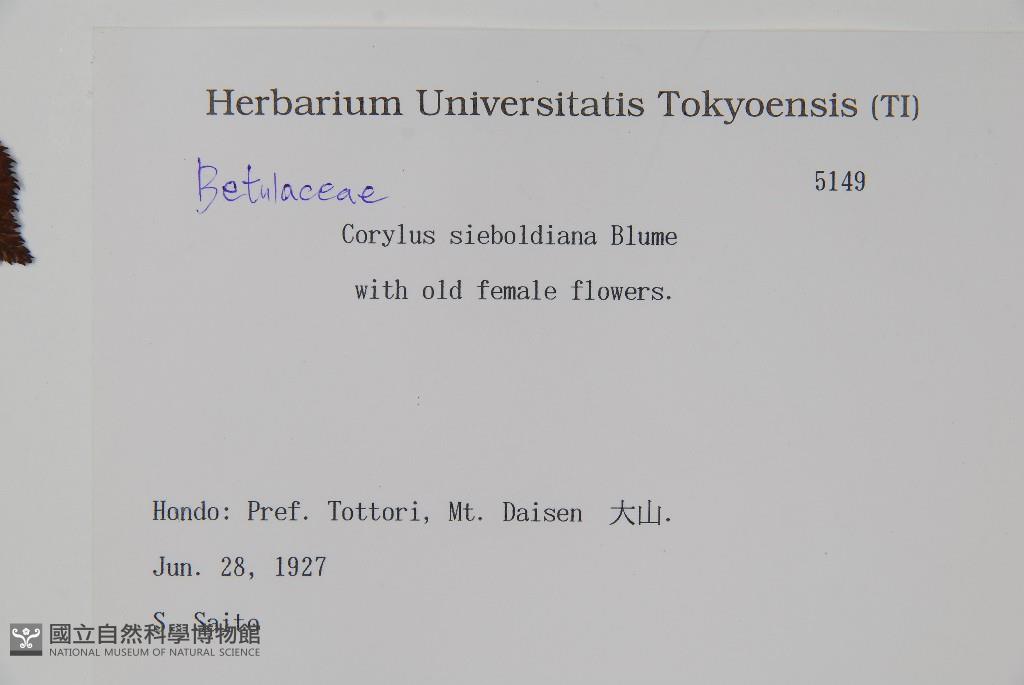 Herbarium Universitatis Tokyoensis (TI)
Betulaceae
5149
Corylus sieboldiana Blume
with old female flowers.
Hondo: Pref. Tottori, Mt. Daisen 大山.
Jun. 28, 1927
S. Saito
國立自然科學博物館
NATIONAL MUSEUM OF NATURAL SCIENCE